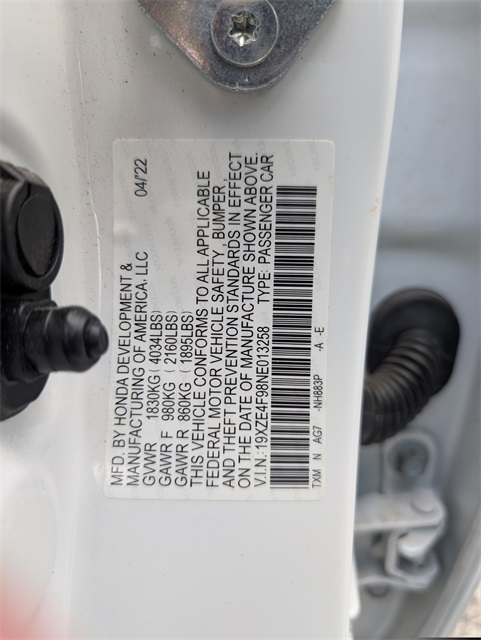 MFD. BY HONDA DEVELOPMENT & 04/'22
MANUFACTURING OF AMERICA, LLC
GVWR 1830KG ( 4034LBS)
GAWR F 980KG ( 2160LBS)
GAWR R 860KG ( 1895LBS)
THIS VEHICLE CONFORMS TO ALL APPLICABLE
FEDERAL MOTOR VEHICLE SAFETY, BUMPER,
AND THEFT PREVENTION STANDARDS IN EFFECT
ON THE DATE OF MANUFACTURE SHOWN ABOVE.
V.I.N.: 19XZE4F98NE013258 TYPE: PASSENGER CAR
TXM N AG7 -NH883P -A -E